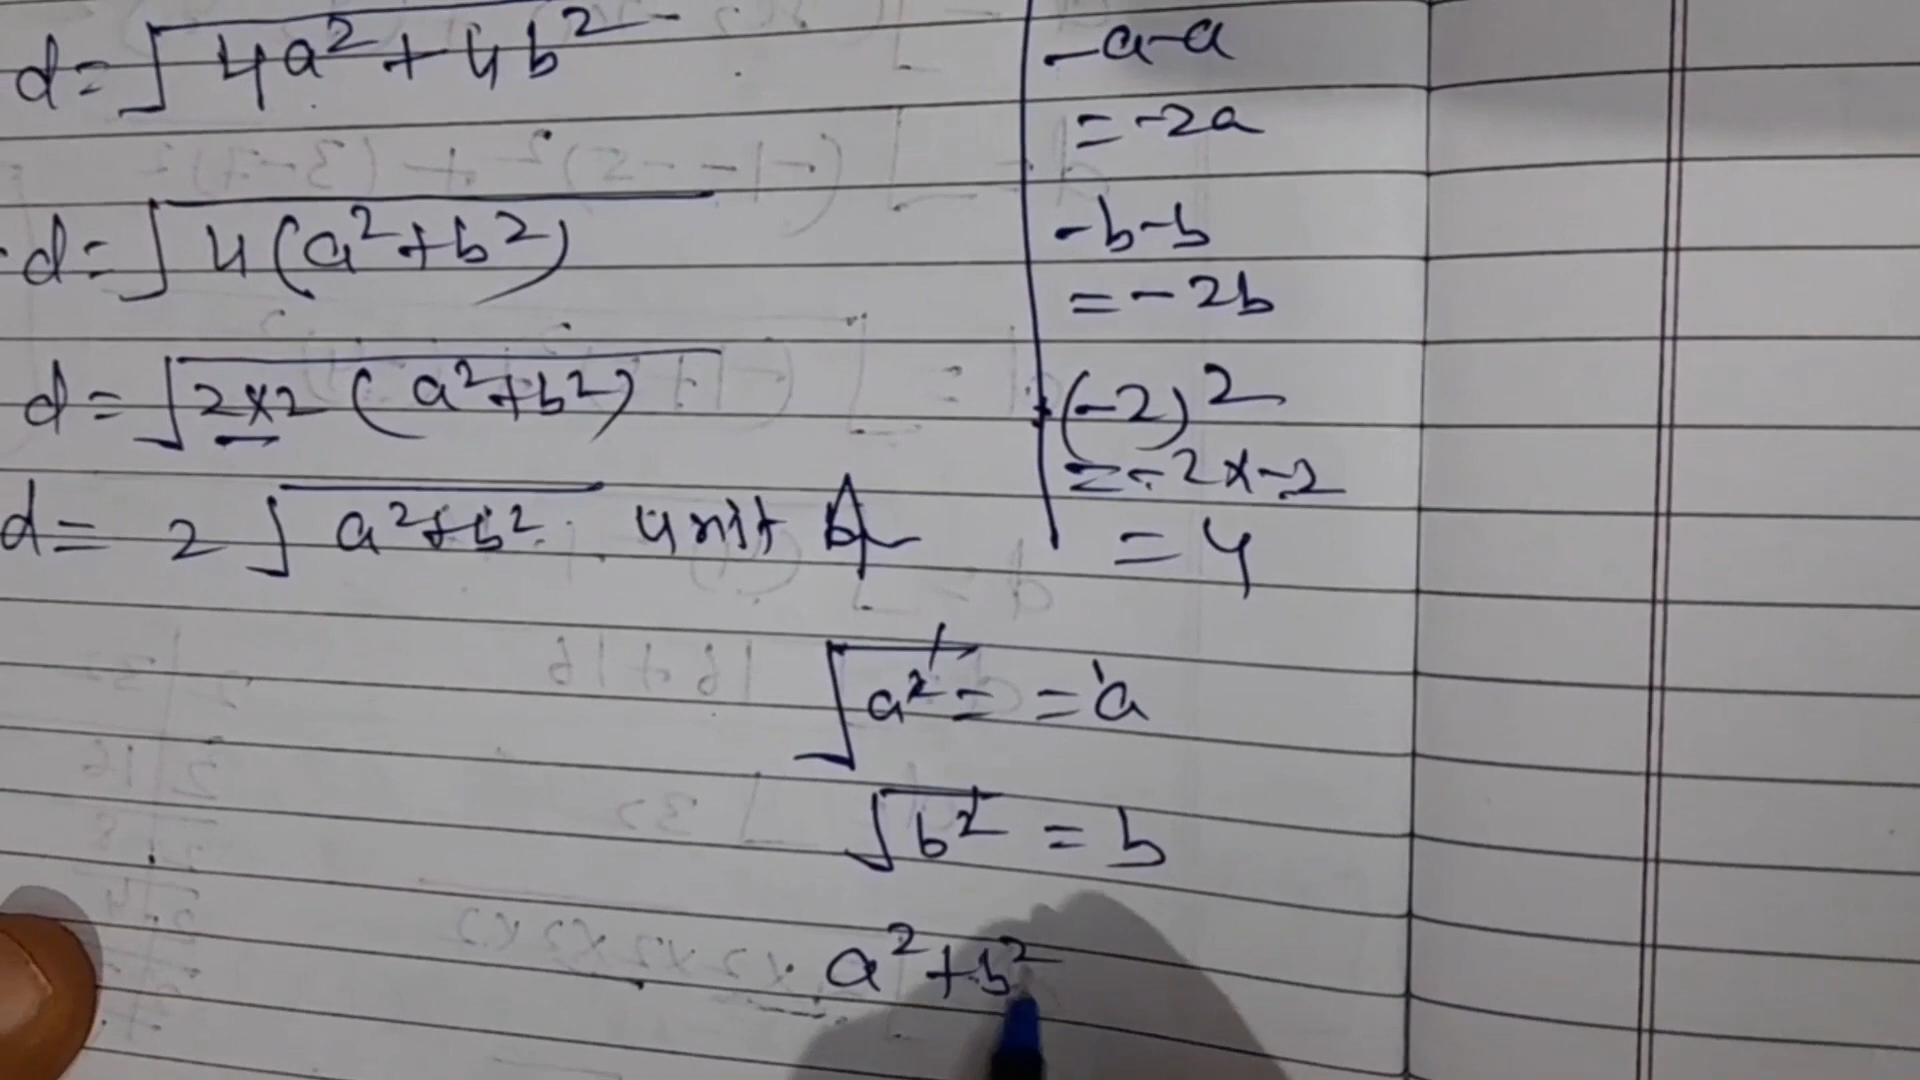 d = √4a² + 4b²
d = √4(a² + b²)
d = √2×2 (a² + b²)
d = 2 √a² + b² unit A
-a-a
= -2a
-b-b
= -2b
(-2)²
= -2×-2
= 4
√a² = = a
√b² = b
a² + b²